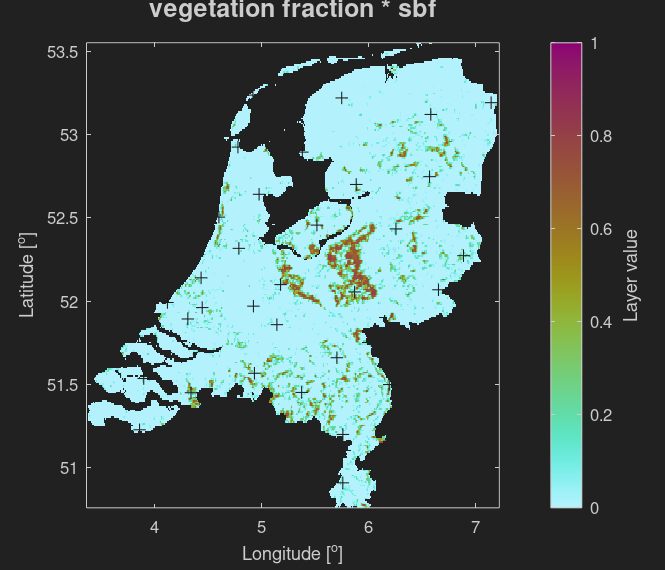 vegetation fraction * sbf
53.5
53
52.5
52
51.5
51
4 5 6 7
Latitude [º]
Longitude [º]
1
0.8
0.6
0.4
0.2
0
Layer value